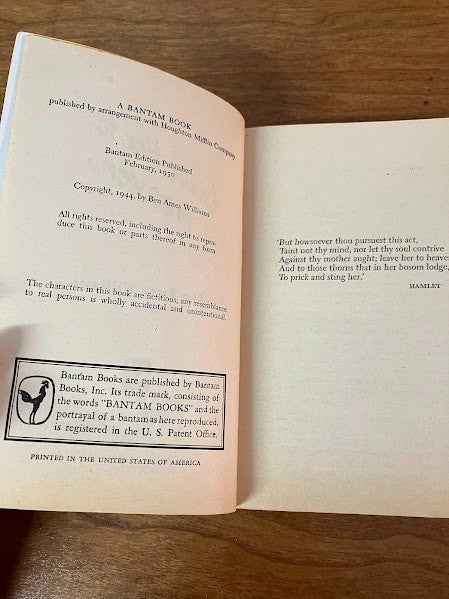 A BANTAM BOOK
published by arrangement with Houghton Mifflin Company
Bantam Edition Published
February, 1950
Copyright, 1944, by Ben Ames Williams
All rights reserved, including the right to repro-
duce this book or parts thereof in any form
The characters in this book are fictitious; any resemblance
to real persons is wholly accidental and unintentional.
Bantam Books are published by Bantam
Books, Inc. Its trade mark, consisting of
the words "BANTAM BOOKS" and the
portrayal of a bantam as here reproduced,
is registered in the U. S. Patent Office.
PRINTED IN THE UNITED STATES OF AMERICA
'But howsoever thou pursuest this act,
Taint not thy mind, nor let thy soul contrive
Against thy mother aught; leave her to heave
And to those thorns that in her bosom lodge,
To prick and sting her.'
HAMLET